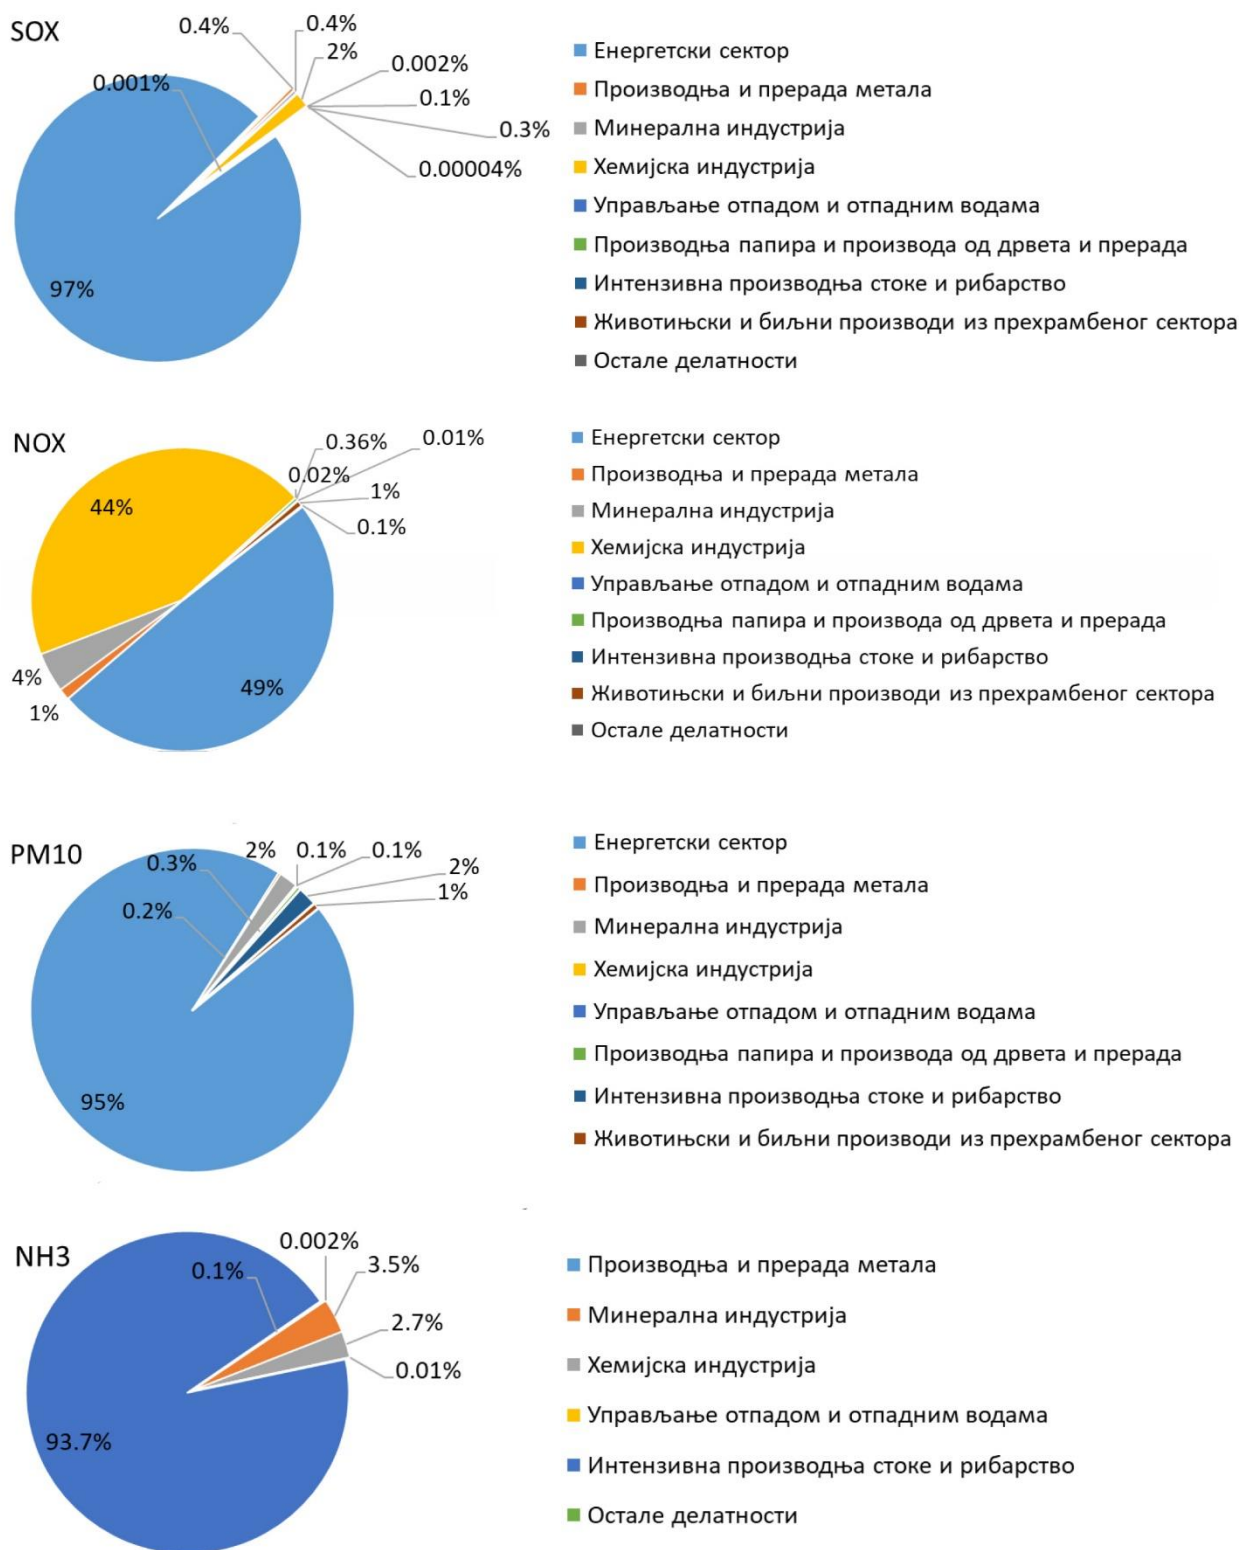 SOX
0.4%
0.4%
2%
0.002%
0.001%
0.1%
0.3%
0.00004%
97%
Енергетски сектор
Производња и прерада метала
Минерална индустрија
Хемијска индустрија
Управљање отпадом и отпадним водама
Производња папира и производа од дрвета и прерада
Интензивна производња стоке и рибарство
Животињски и биљни производи из прехрамбеног сектора
Остале делатности
NOX
0.36%
0.01%
0.02%
1%
0.1%
44%
4%
1%
49%
Енергетски сектор
Производња и прерада метала
Минерална индустрија
Хемијска индустрија
Управљање отпадом и отпадним водама
Производња папира и производа од дрвета и прерада
Интензивна производња стоке и рибарство
Животињски и биљни производи из прехрамбеног сектора
Остале делатности
PM10
0.3%
2%
0.1%
0.1%
2%
1%
0.2%
95%
Енергетски сектор
Производња и прерада метала
Минерална индустрија
Хемијска индустрија
Управљање отпадом и отпадним водама
Производња папира и производа од дрвета и прерада
Интензивна производња стоке и рибарство
Животињски и биљни производи из прехрамбеног сектора
NH3
0.002%
0.1%
3.5%
2.7%
0.01%
93.7%
Производња и прерада метала
Минерална индустрија
Хемијска индустрија
Управљање отпадом и отпадним водама
Интензивна производња стоке и рибарство
Остале делатности